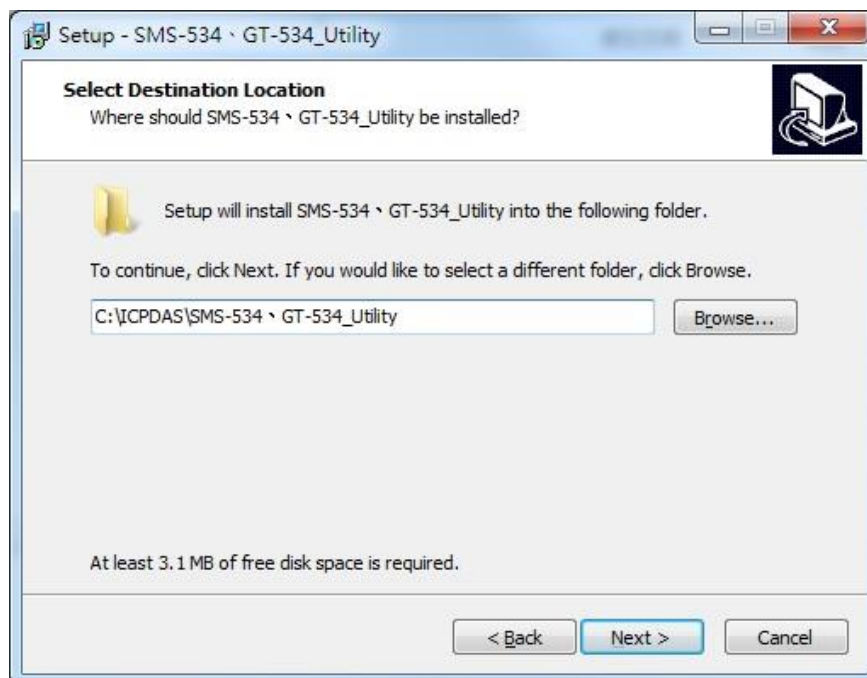 Setup - SMS-534、GT-534_Utility
Select Destination Location
Where should SMS-534、GT-534_Utility be installed?
Setup will install SMS-534、GT-534_Utility into the following folder.
To continue, click Next. If you would like to select a different folder, click Browse.
C:\ICPDAS\SMS-534、GT-534_Utility
Browse...
At least 3.1 MB of free disk space is required.
< Back
Next >
Cancel